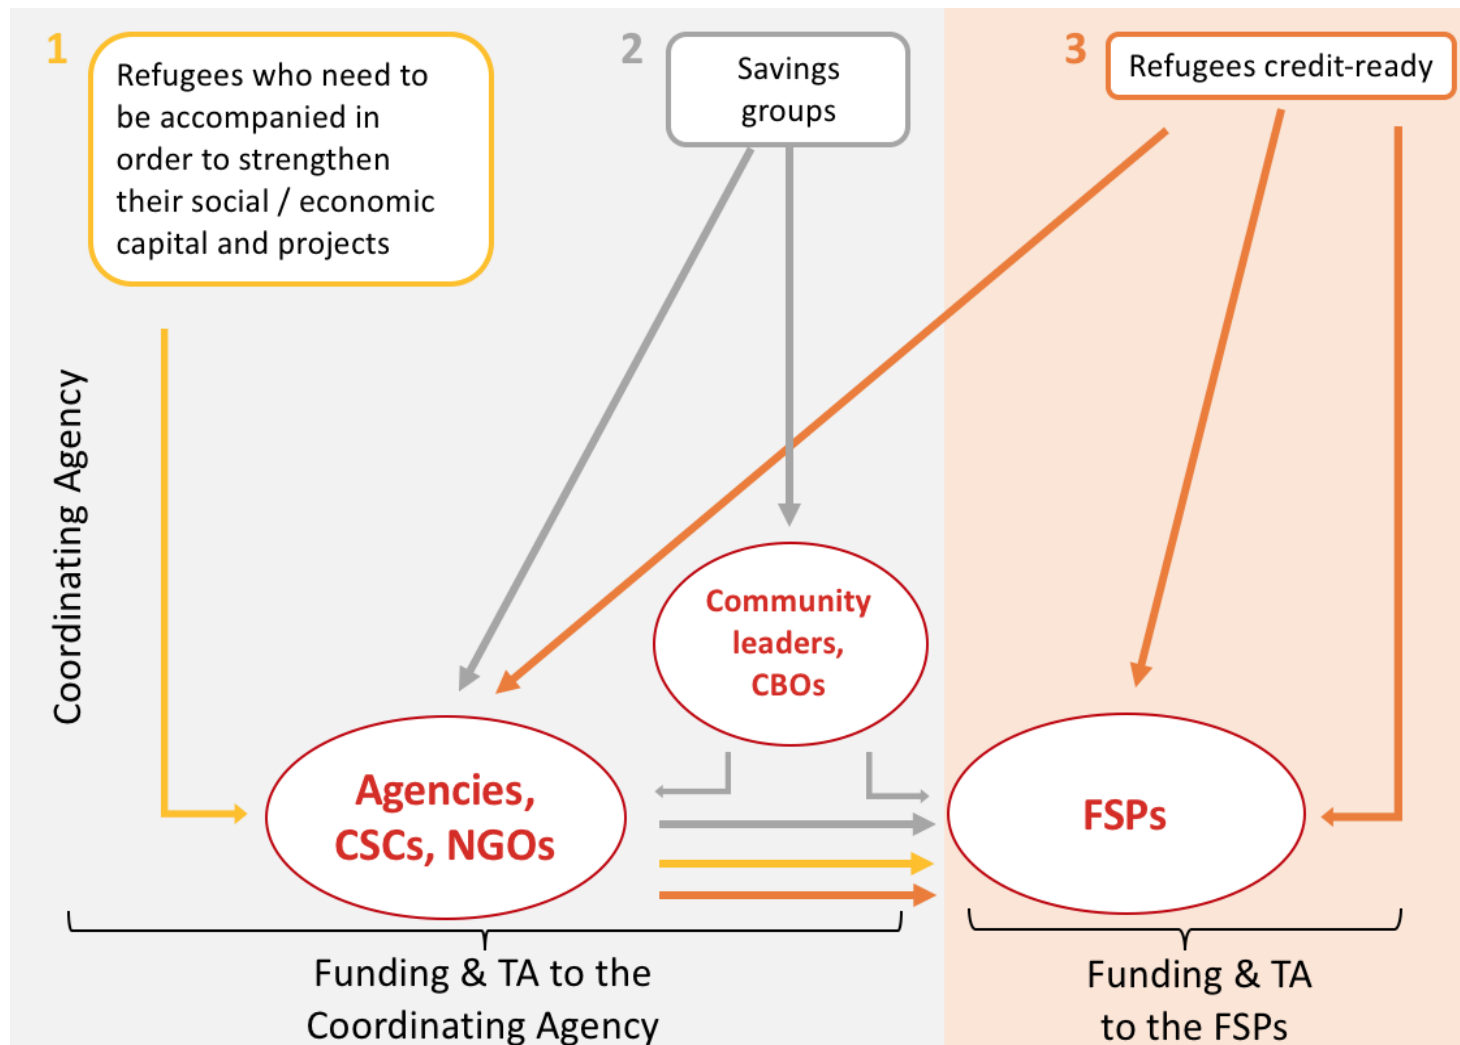 1
Refugees who need to
be accompanied in
order to strengthen
their social / economic
capital and projects
2
Savings
groups
3
Refugees credit-ready
Coordinating Agency
Community
leaders,
CBOs
Agencies,
CSCs, NGOs
FSPs
Funding & TA to the
Coordinating Agency
Funding & TA
to the FSPs